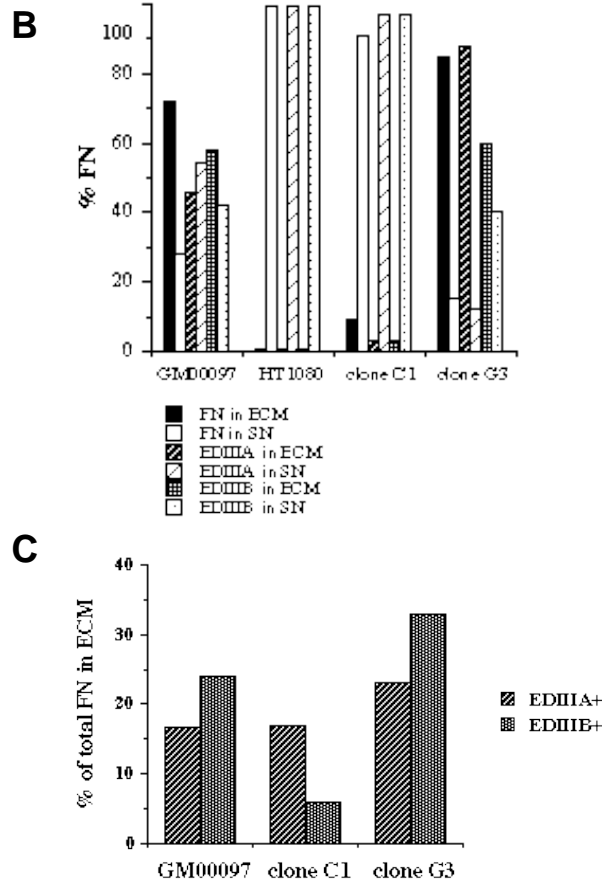 B
% FN
100
80
60
40
20
0
GM00097 HT1080 clone C1 clone G3
FN in ECM
FN in SN
EDIIIA in ECM
EDIIIA in SN
EDIIIB in ECM
EDIIIB in SN
C
% of total FN in ECM
40
30
20
10
0
GM00097 clone C1 clone G3
EDIIIA+
EDIIIB+